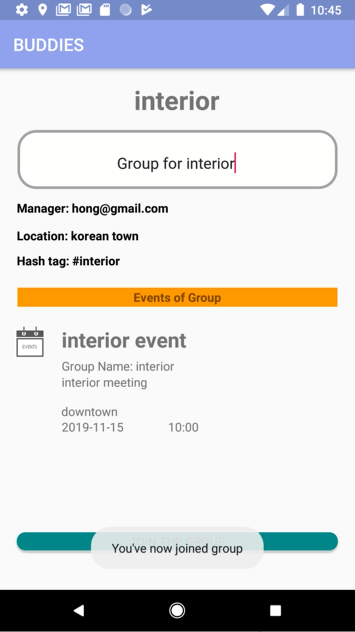 10:45
BUDDIES
interior
Group for interior
Manager: hong@gmail.com
Location: korean town
Hash tag: #interior
Events of Group
EVENTS
interior event
Group Name: interior
interior meeting
downtown
2019-11-15 10:00
You've now joined group